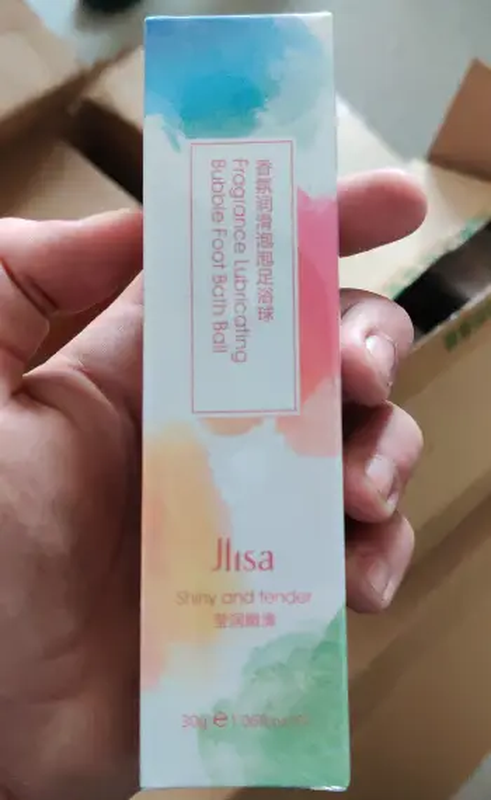 香氛润滑泡泡足浴球
Fragrance Lubricating
Bubble Foot Bath Ball
Jlisa
Shiny and tender
莹润嫩滑
30g e